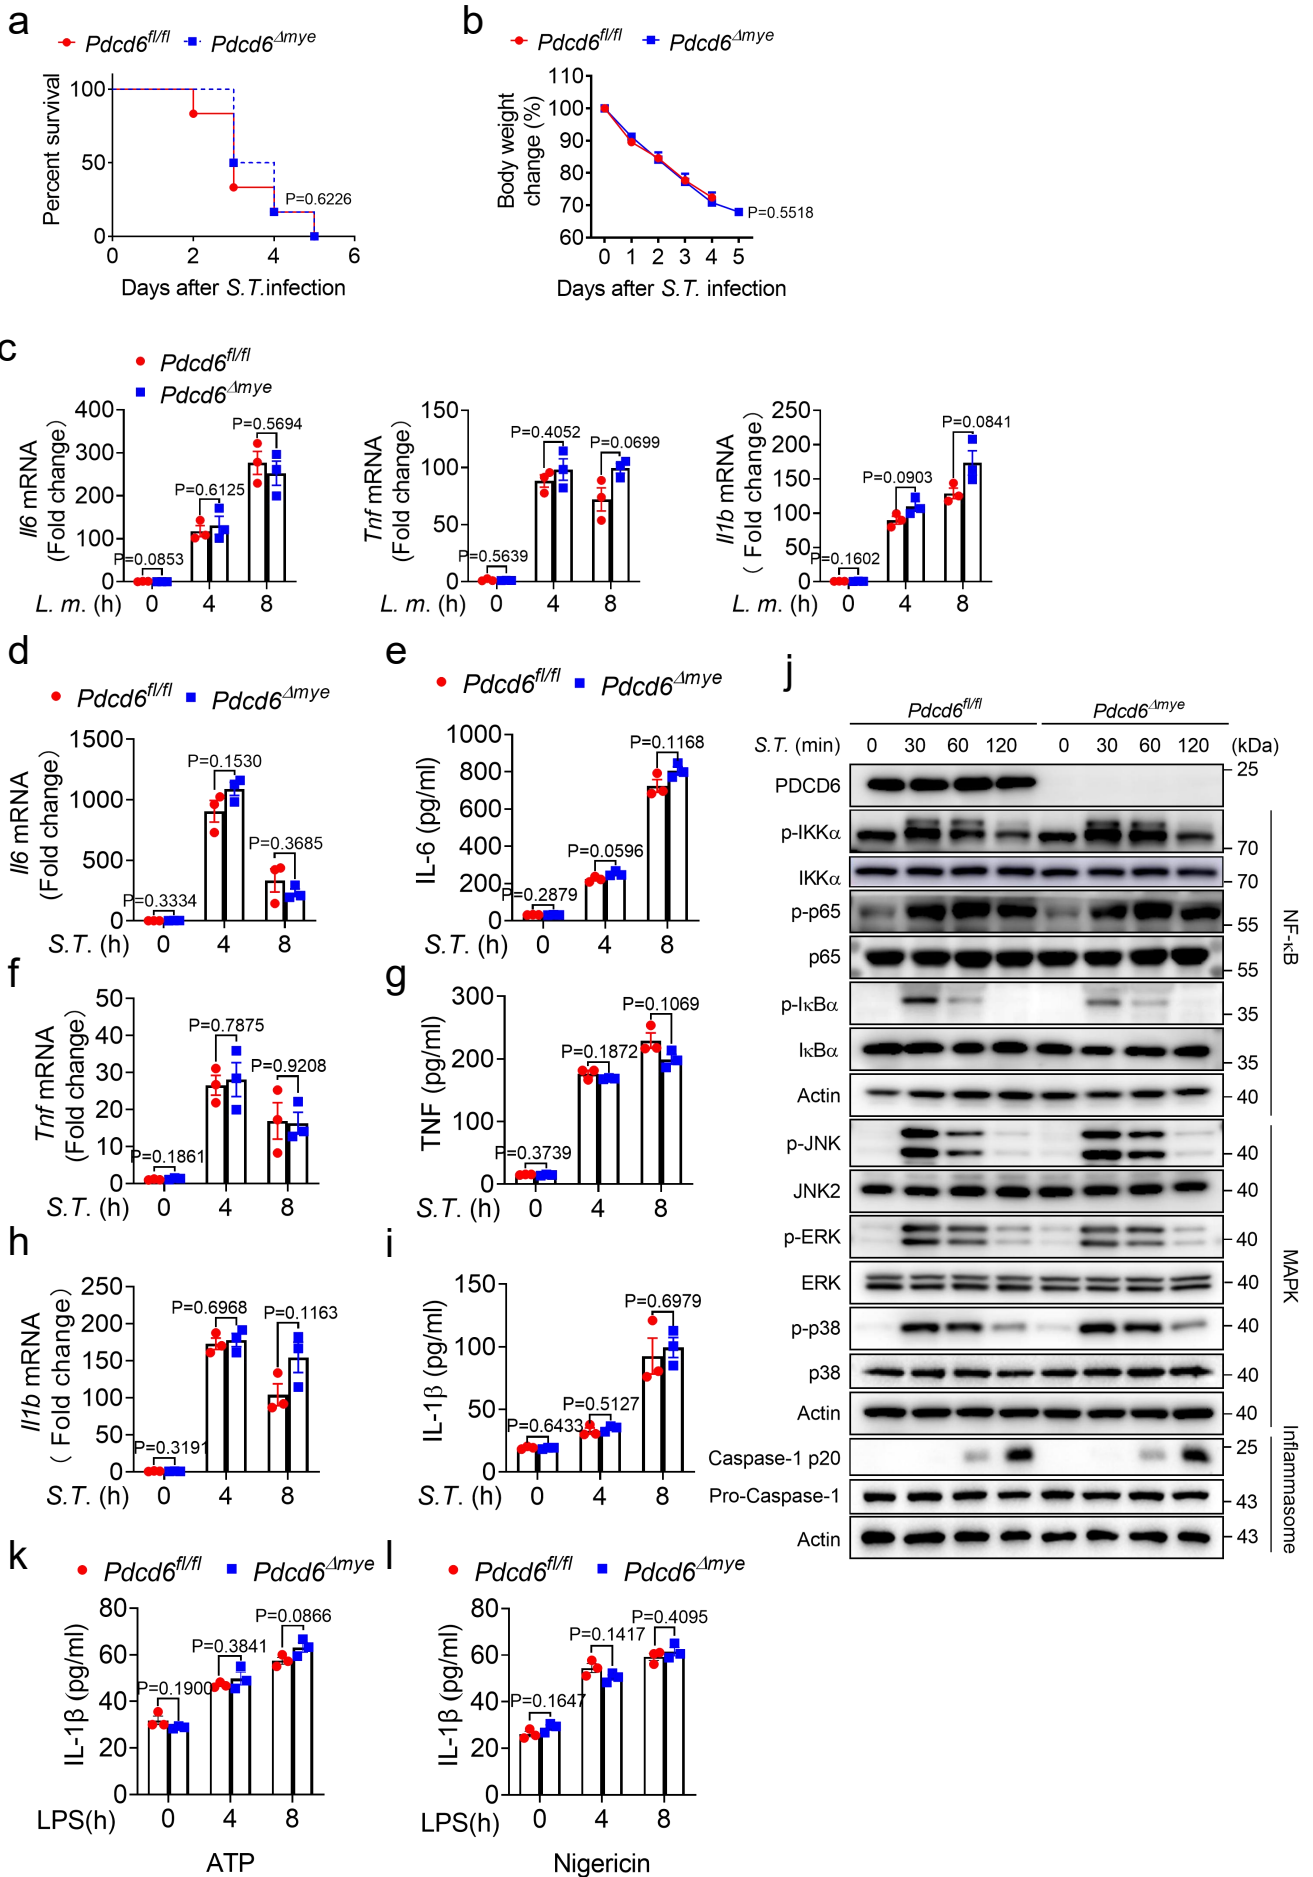 a
Pdcd6fl/fl Pdcd6Δmye
Percent survival
100
50
0
P=0.6226
0 2 4 6
Days after S.T.infection
b
Pdcd6fl/fl Pdcd6Δmye
Body weight
change (%)
110
100
90
80
70
60
P=0.5518
0 1 2 3 4 5
Days after S.T. infection
c
Pdcd6fl/fl
Pdcd6Δmye
Il6 mRNA
(Fold change)
400
300
200
100
0
P=0.0853
P=0.6125
P=0.5694
L. m. (h) 0 4 8
Tnf mRNA
(Fold change)
150
100
50
0
P=0.5639
P=0.4052
P=0.0699
L. m. (h) 0 4 8
Il1b mRNA
( Fold change)
250
200
150
100
50
0
P=0.1602
P=0.0903
P=0.0841
L. m. (h) 0 4 8
d
Pdcd6fl/fl Pdcd6Δmye
Il6 mRNA
(Fold change)
1500
1000
500
0
P=0.3334
P=0.1530
P=0.3685
S.T. (h) 0 4 8
e
Pdcd6fl/fl Pdcd6Δmye
IL-6 (pg/ml)
1000
800
600
400
200
0
P=0.2879
P=0.0596
P=0.1168
S.T. (h) 0 4 8
f
Tnf mRNA
(Fold change)
50
40
30
20
10
0
P=0.1861
P=0.7875
P=0.9208
S.T. (h) 0 4 8
g
TNF (pg/ml)
300
200
100
0
P=0.3739
P=0.1872
P=0.1069
S.T. (h) 0 4 8
h
Il1b mRNA
( Fold change)
250
200
150
100
50
0
P=0.3191
P=0.6968
P=0.1163
S.T. (h) 0 4 8
i
IL-1β (pg/ml)
150
100
50
0
P=0.6433
P=0.5127
P=0.6979
S.T. (h) 0 4 8
j
Pdcd6fl/fl Pdcd6Δmye
S.T. (min) 0 30 60 120 0 30 60 120 (kDa)
PDCD6 25
p-IKKα 70
IKKα 70
p-p65 55
p65 55
p-IκBα 35
IκBα 35
Actin 40
NF-κB
p-JNK 40
JNK2 40
p-ERK 40
ERK 40
p-p38 40
p38 40
Actin 40
MAPK
Caspase-1 p20 25
Pro-Caspase-1 43
Actin 43
Inflammasome
k
Pdcd6fl/fl Pdcd6Δmye
IL-1β (pg/ml)
80
60
40
20
0
P=0.1900
P=0.3841
P=0.0866
LPS(h) 0 4 8
ATP
l
Pdcd6fl/fl Pdcd6Δmye
IL-1β (pg/ml)
80
60
40
20
0
P=0.1647
P=0.1417
P=0.4095
LPS(h) 0 4 8
Nigericin